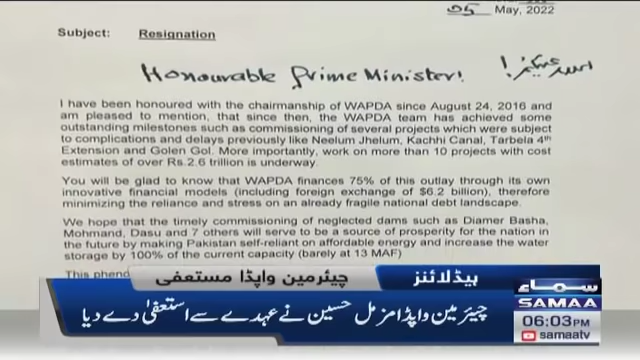 05 May, 2022
Subject: Resignation
Honourable Prime Minister!
I have been honoured with the chairmanship of WAPDA since August 24, 2016 and
am pleased to mention, that since then, the WAPDA team has achieved some
outstanding milestones such as commissioning of several projects which were subject
to complications and delays previously like Neelum Jhelum, Kachhi Canal, Tarbela 4th
Extension and Golen Gol. More importantly, work on more than 10 projects with cost
estimates of over Rs.2.6 trillion is underway.
You will be glad to know that WAPDA finances 75% of this outlay through its own
innovative financial models (including foreign exchange of $6.2 billion), therefore
minimizing the reliance and stress on an already fragile national debt landscape.
We hope that the timely commissioning of neglected dams such as Diamer Basha,
Mohmand, Dasu and 7 others will serve to be a source of prosperity for the nation in
the future by making Pakistan self-reliant on affordable energy and increase the water
storage by 100% of the current capacity (barely at 13 MAF)
This pheno
ہیڈلائنز
چیئرمین واپڈا مستعفی
چیئرمین واپڈا مزمل حسین نے عہدے سے استعفیٰ دے دیا
سماء
SAMAA
06:03PM
samaatv